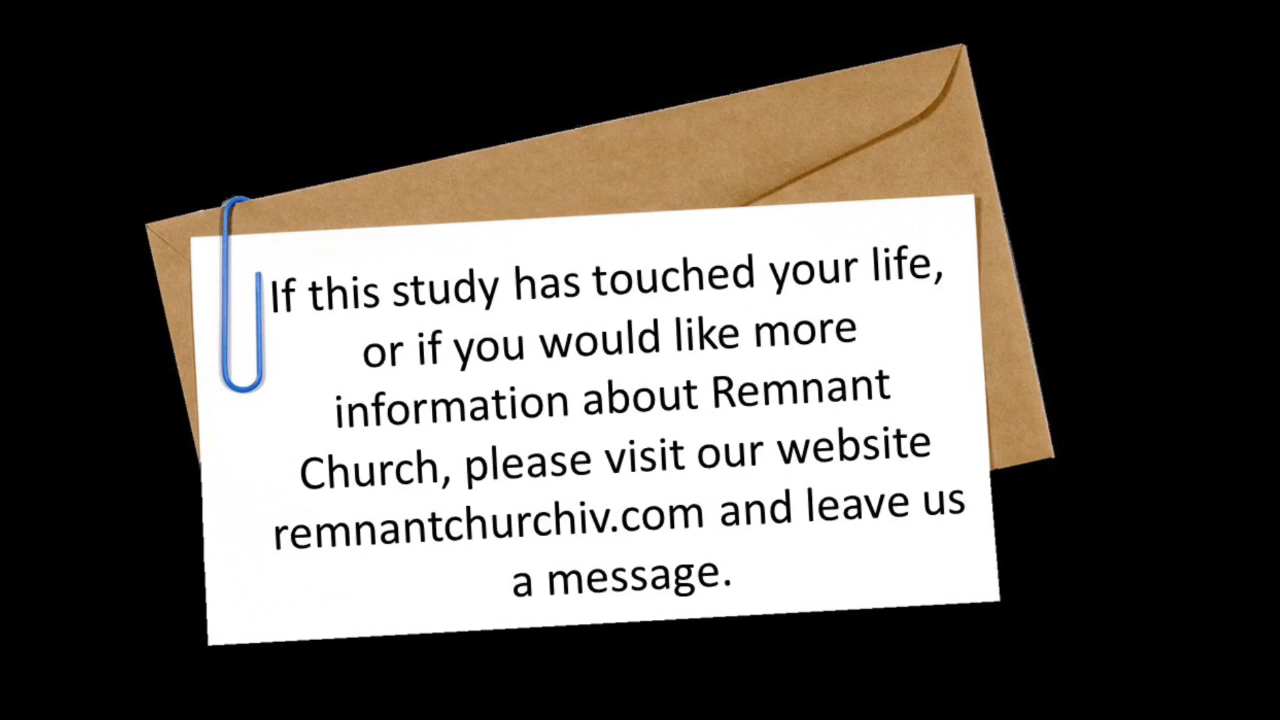 If this study has touched your life,
or if you would like more
information about Remnant
Church, please visit our website
remnantchurchiv.com and leave us
a message.